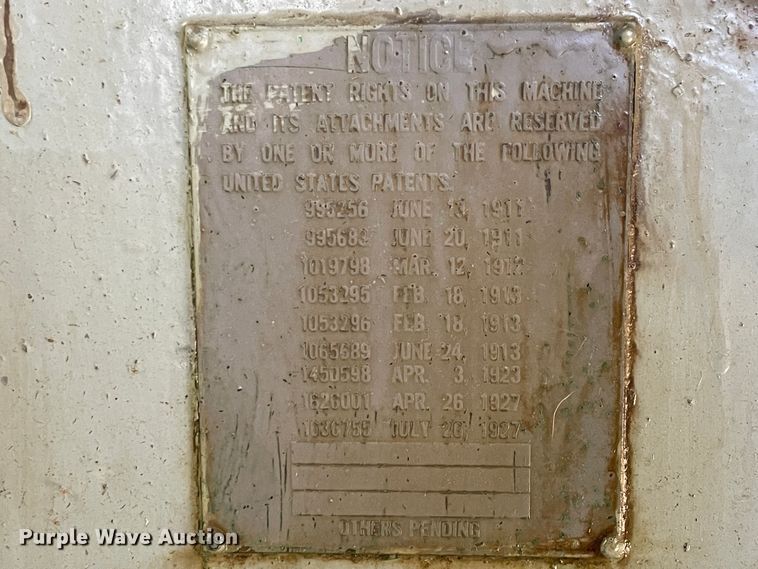 NOTICE
THE PATENT RIGHTS ON THIS MACHINE
AND ITS ATTACHMENTS ARE RESERVED
BY ONE OR MORE OF THE FOLLOWING
UNITED STATES PATENTS.
995256 JUNE 13, 1911
995683 JUNE 20, 1911
1019798 MAR. 12, 1912
1053295 FEB. 18, 1913
1053296 FEB. 18, 1913
1065689 JUNE 24, 1913
1450598 APR. 3, 1923
1626001 APR. 26, 1927
1636755 JULY 26, 1927
OTHERS PENDING
Purple Wave Auction